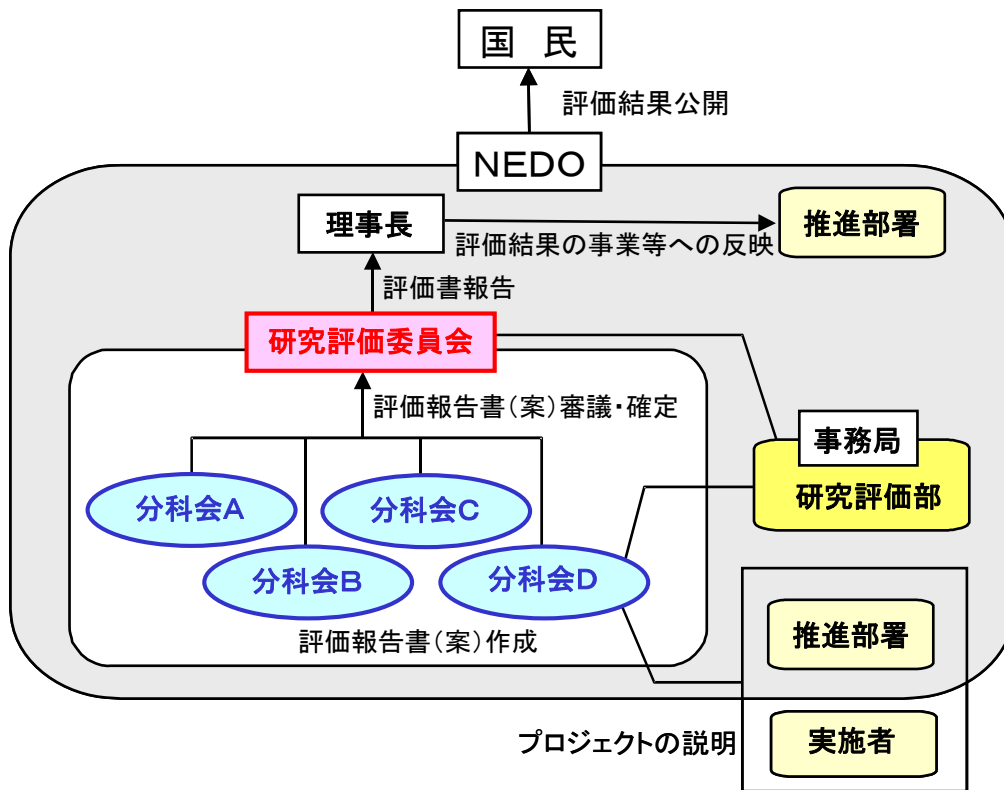 国　民
評価結果公開
NEDO
理事長
推進部署
評価結果の事業等への反映
評価書報告
研究評価委員会
評価報告書（案）審議・確定
事務局
研究評価部
分科会A
分科会C
分科会B
分科会D
評価報告書（案）作成
推進部署
プロジェクトの説明
実施者